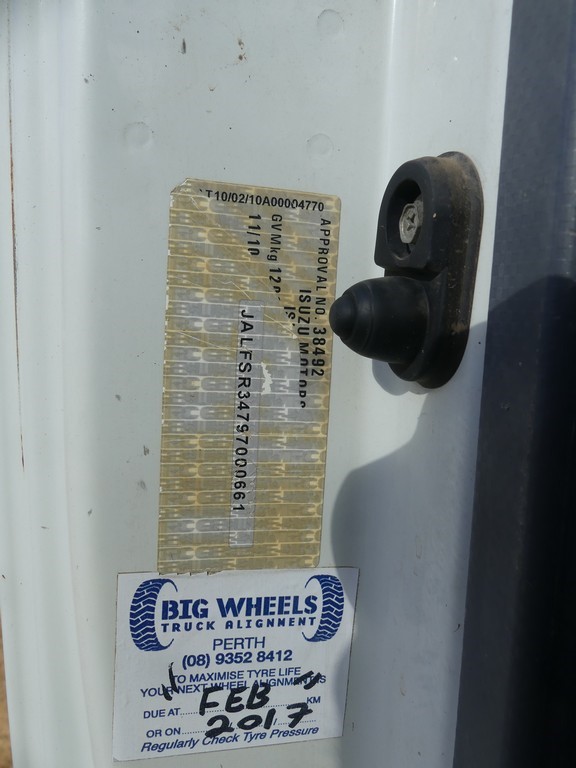 APPROVAL NO. 38492
ISUZU MOTORS
GVMkg
11/10
JALFSR34797000661
T10/02/10A00004770
BIG WHEELS
TRUCK ALIGNMENT
PERTH
(08) 9352 8412
TO MAXIMISE TYRE LIFE
YOUR NEXT WHEEL ALIGNMENT IS
DUE AT.......... KM
FEB
OR ON
2017
Regularly Check Tyre Pressure